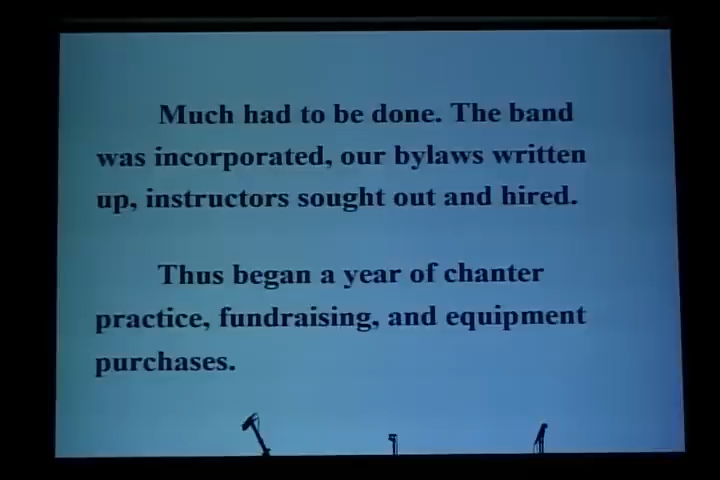 Much had to be done. The band
was incorporated, our bylaws written
up, instructors sought out and hired.
Thus began a year of chanter
practice, fundraising, and equipment
purchases.